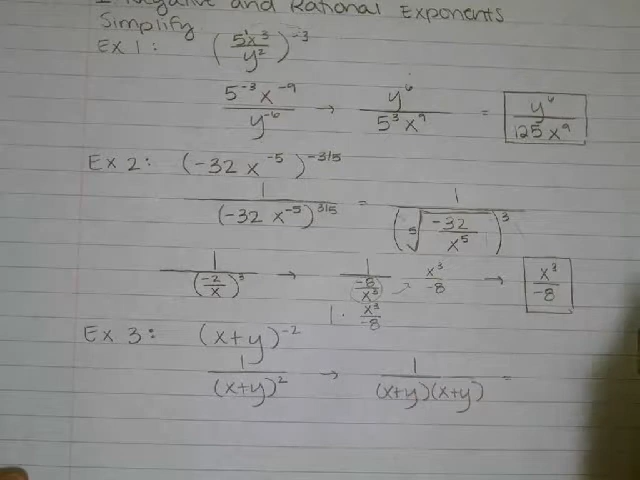 Negative and Rational Exponents
Simplify
Ex 1: (5¹x³/y²)⁻³
5⁻³x⁻⁹/y⁻⁶ → y⁶/5³x⁹ = y⁶/125x⁹
Ex 2: (-32x⁻⁵)⁻³/⁵
1/(-32x⁻⁵)³/⁵ = 1/(⁵√(-32/x⁵))³
1/(-2/x)³ → 1/(-8/x³) x³/-8 → x³/-8
1 · x³/-8
Ex 3: (x+y)⁻²
1/(x+y)² → 1/(x+y)(x+y) =